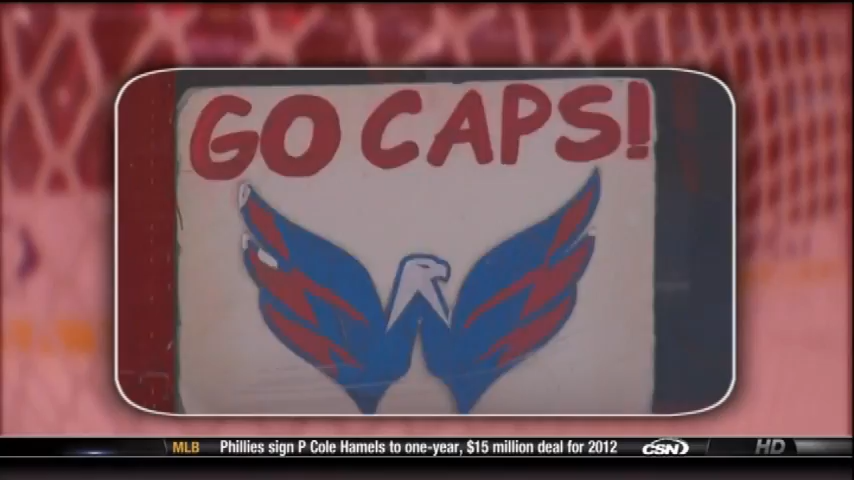 GO CAPS!
MLB Phillies sign P Cole Hamels to one-year, $15 million deal for 2012 CSN HD